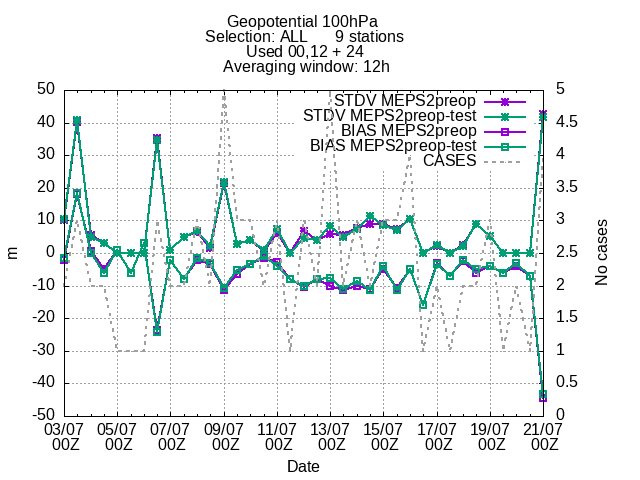 Geopotential 100hPa
Selection: ALL 9 stations
Used 00,12 + 24
Averaging window: 12h
STDV MEPS2preop
STDV MEPS2preop-test
BIAS MEPS2preop
BIAS MEPS2preop-test
CASES
50
40
30
20
10
0
-10
-20
-30
-40
-50
m
5
4.5
4
3.5
3
2.5
2
1.5
1
0.5
0
No cases
03/07 05/07 07/07 09/07 11/07 13/07 15/07 17/07 19/07 21/07
00Z 00Z 00Z 00Z 00Z 00Z 00Z 00Z 00Z 00Z
Date